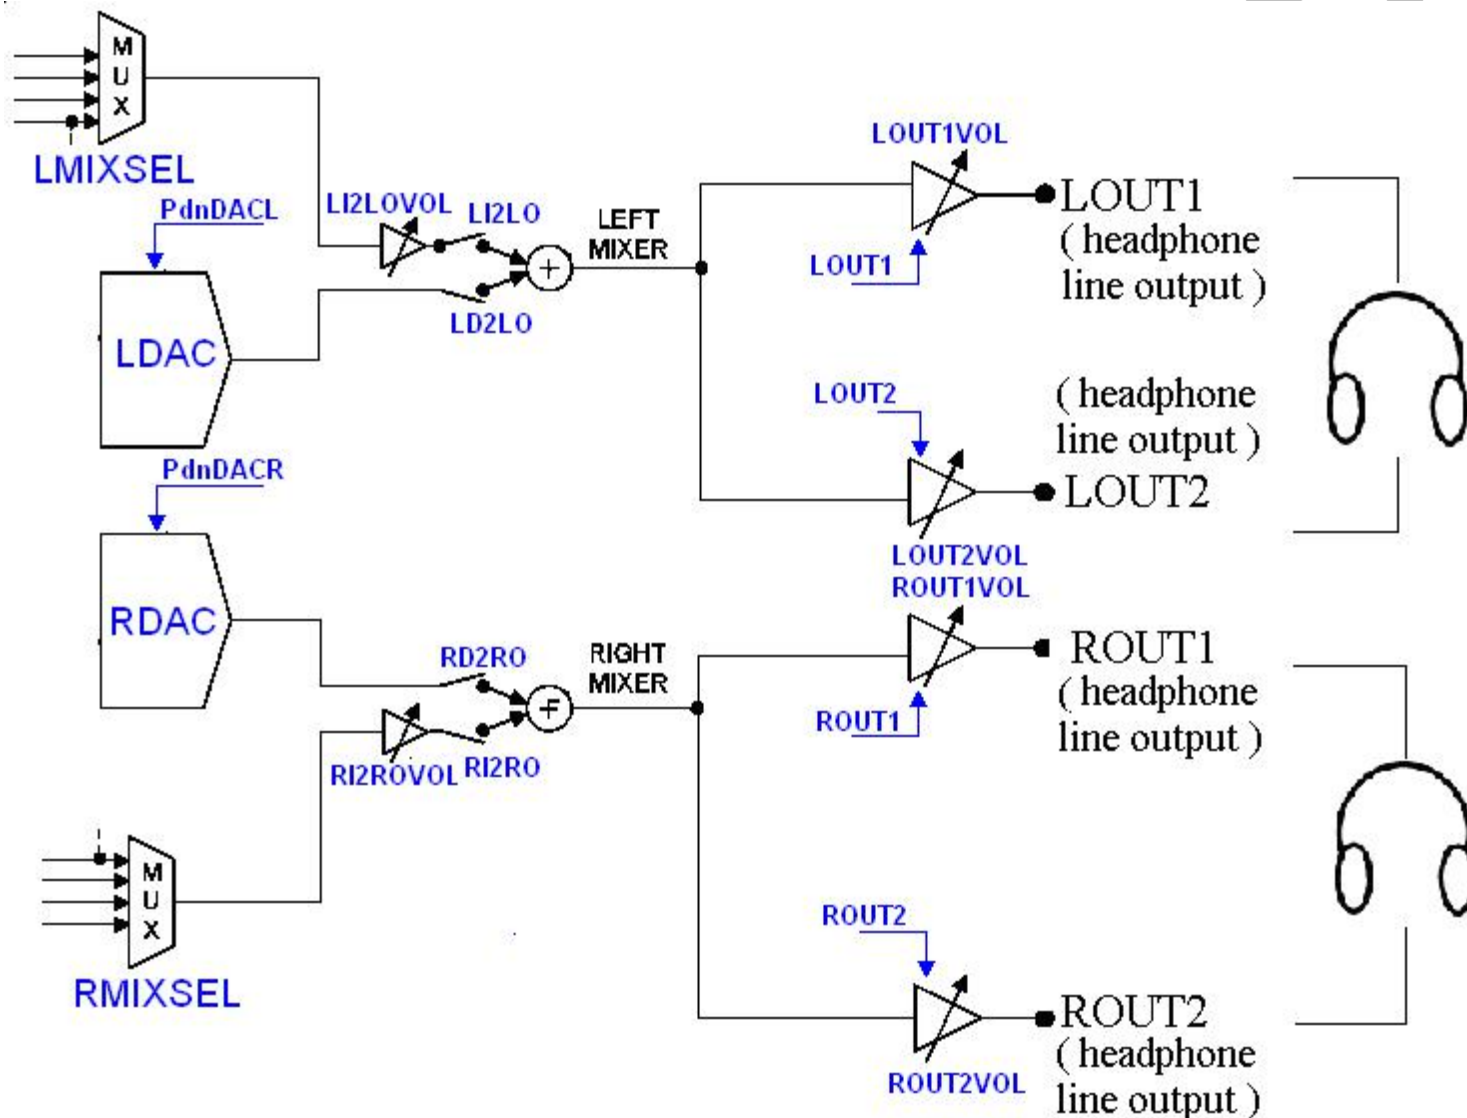 M
U
X
LMIXSEL
PdnDACL
LI2LOVOL
LI2LO
LEFT
MIXER
LD2LO
LDAC
LOUT1VOL
LOUT1
LOUT1
( headphone
line output )
LOUT2
( headphone
line output )
LOUT2
LOUT2VOL
PdnDACR
RDAC
RD2RO
RIGHT
MIXER
RI2ROVOL
RI2RO
ROUT1VOL
ROUT1
ROUT1
( headphone
line output )
M
U
X
RMIXSEL
ROUT2
ROUT2
( headphone
line output )
ROUT2VOL